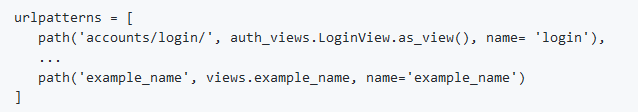 urlpatterns = [
path('accounts/login/', auth_views.LoginView.as_view(), name= 'login'),
...
path('example_name', views.example_name, name='example_name')
]